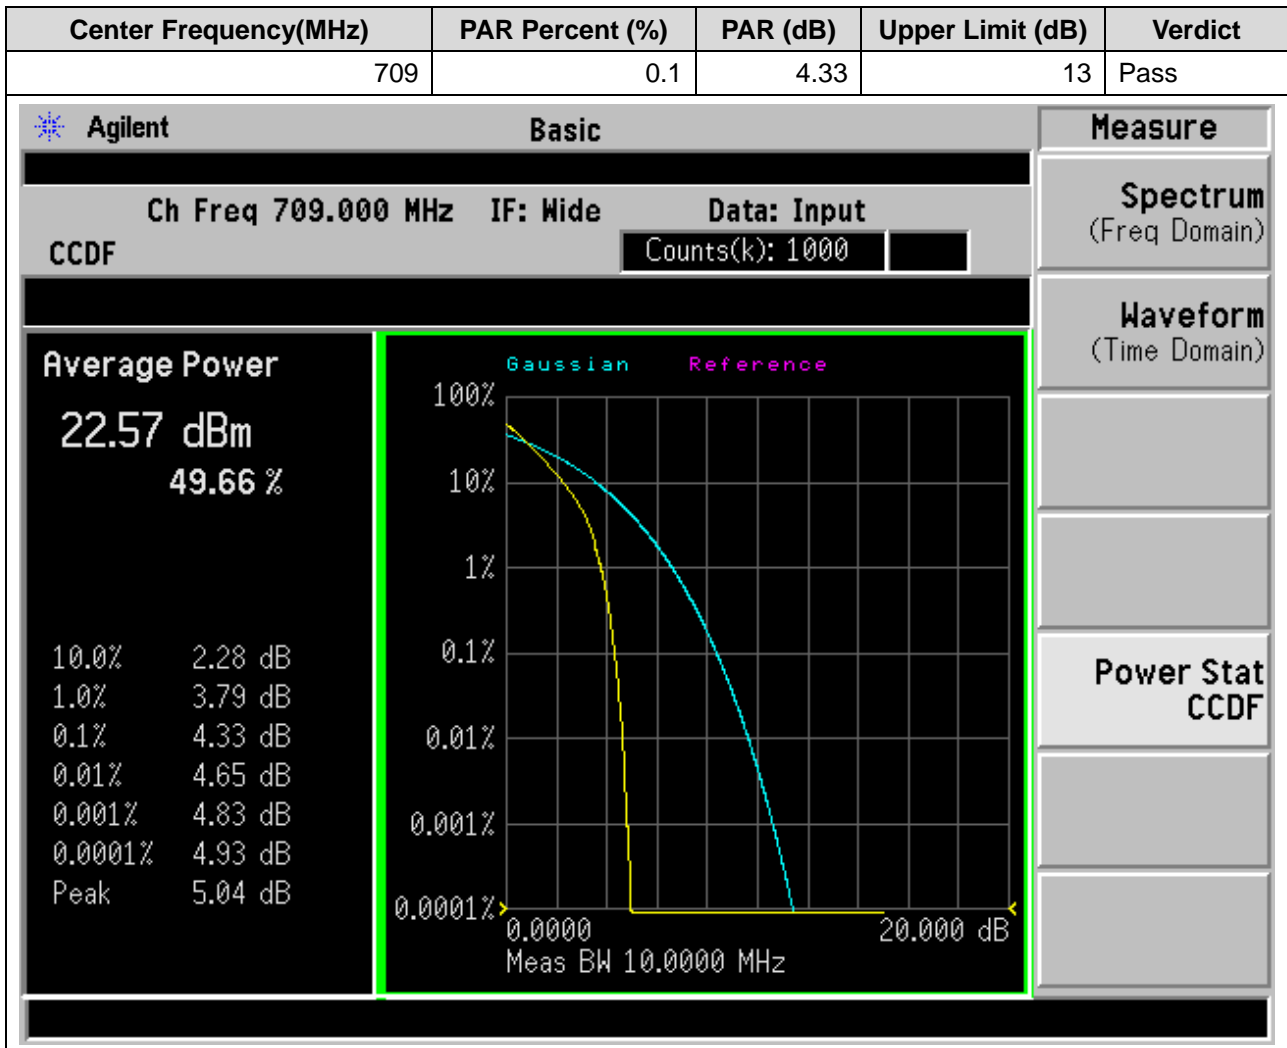 Center Frequency(MHz) PAR Percent (%) PAR (dB) Upper Limit (dB) Verdict
709 0.1 4.33 13 Pass
Agilent Basic Measure
Ch Freq 709.000 MHz IF: Wide Data: Input
CCDF Counts(k): 1000
Spectrum
(Freq Domain)
Waveform
(Time Domain)
Power Stat
CCDF
Average Power
22.57 dBm
49.66 %
10.0% 2.28 dB
1.0% 3.79 dB
0.1% 4.33 dB
0.01% 4.65 dB
0.001% 4.83 dB
0.0001% 4.93 dB
Peak 5.04 dB
Gaussian Reference
100%
10%
1%
0.1%
0.01%
0.001%
0.0001%
0.0000 20.000 dB
Meas BW 10.0000 MHz